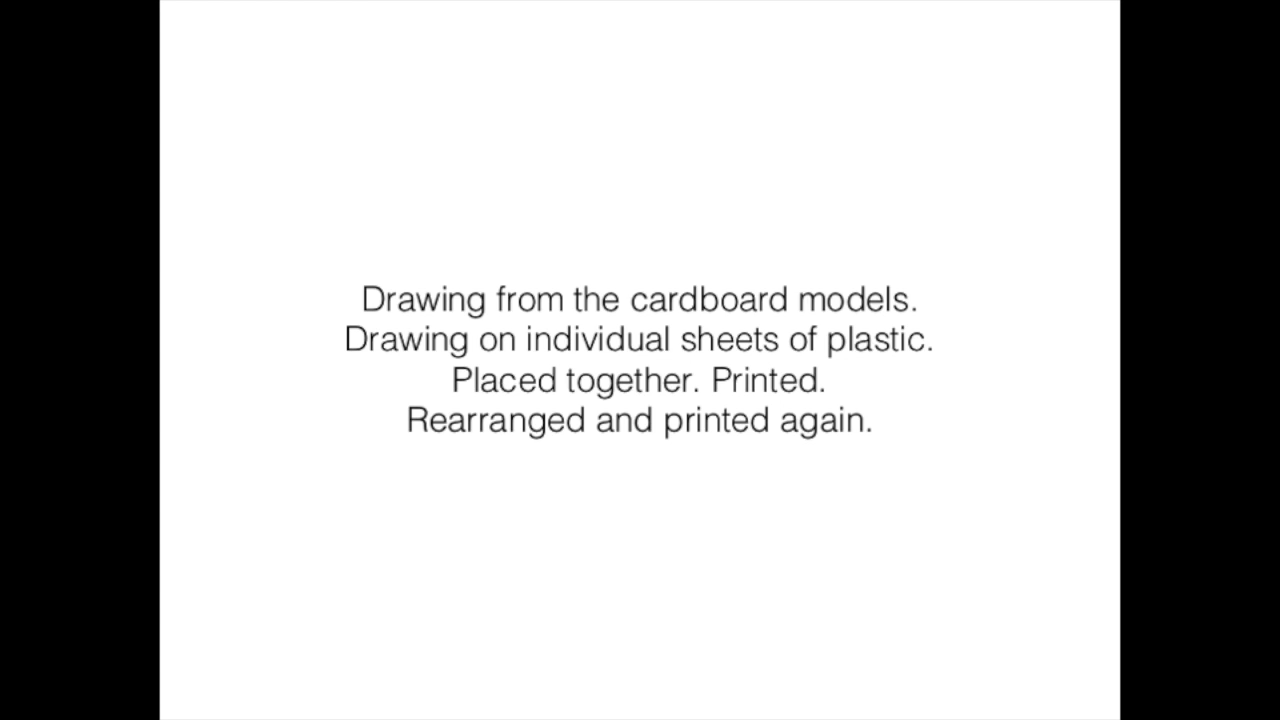 Drawing from the cardboard models.
Drawing on individual sheets of plastic.
Placed together. Printed.
Rearranged and printed again.